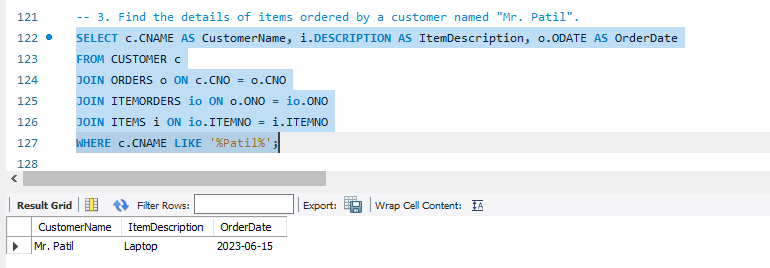 121 -- 3. Find the details of items ordered by a customer named "Mr. Patil".
122 SELECT c.CNAME AS CustomerName, i.DESCRIPTION AS ItemDescription, o.ODATE AS OrderDate
123 FROM CUSTOMER c
124 JOIN ORDERS o ON c.CNO = o.CNO
125 JOIN ITEMORDERS io ON o.ONO = io.ONO
126 JOIN ITEMS i ON io.ITEMNO = i.ITEMNO
127 WHERE c.CNAME LIKE '%Patil%';
128
Result Grid Filter Rows: Export: Wrap Cell Content:
CustomerName ItemDescription OrderDate
Mr. Patil Laptop 2023-06-15